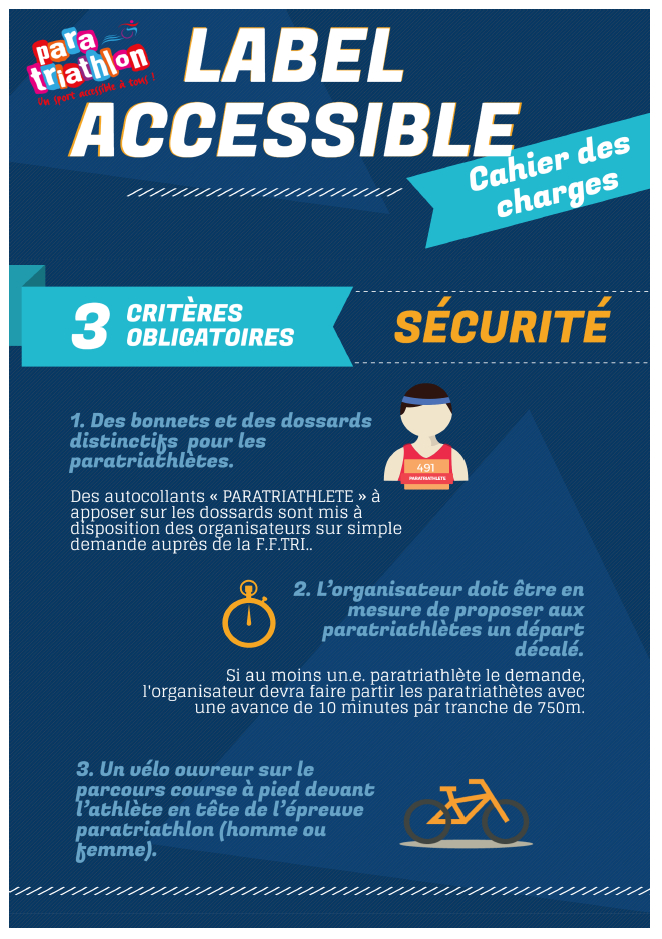 para
triathlon
Un sport accessible à tous !
LABEL
ACCESSIBLE
Cahier des
charges
3 CRITÈRES
OBLIGATOIRES
SÉCURITÉ
1. Des bonnets et des dossards
distinctifs pour les
paratriathlètes.
491
PARATRIATHLETE
Des autocollants « PARATRIATHLETE » à
apposer sur les dossards sont mis à
disposition des organisateurs sur simple
demande auprès de la F.F.TRI..
2. L'organisateur doit être en
mesure de proposer aux
paratriathlètes un départ
décalé.
Si au moins un.e. paratriathlète le demande,
l'organisateur devra faire partir les paratriathètes avec
une avance de 10 minutes par tranche de 750m.
3. Un vélo ouvreur sur le
parcours course à pied devant
l'athlète en tête de l'épreuve
paratriathlon (homme ou
femme).